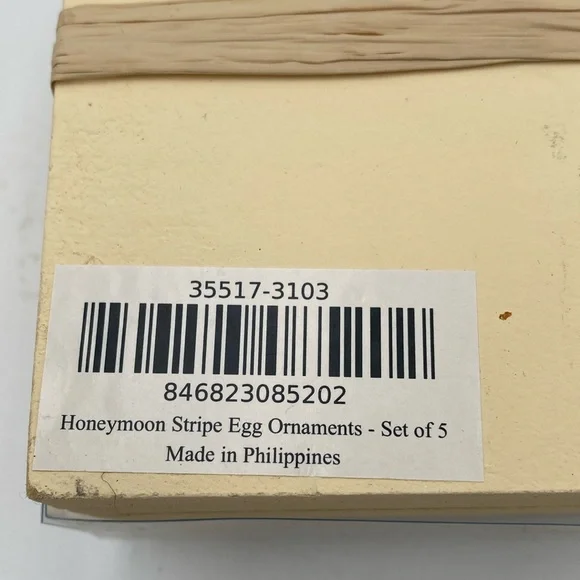 35517-3103
846823085202
Honeymoon Stripe Egg Ornaments - Set of 5
Made in Philippines